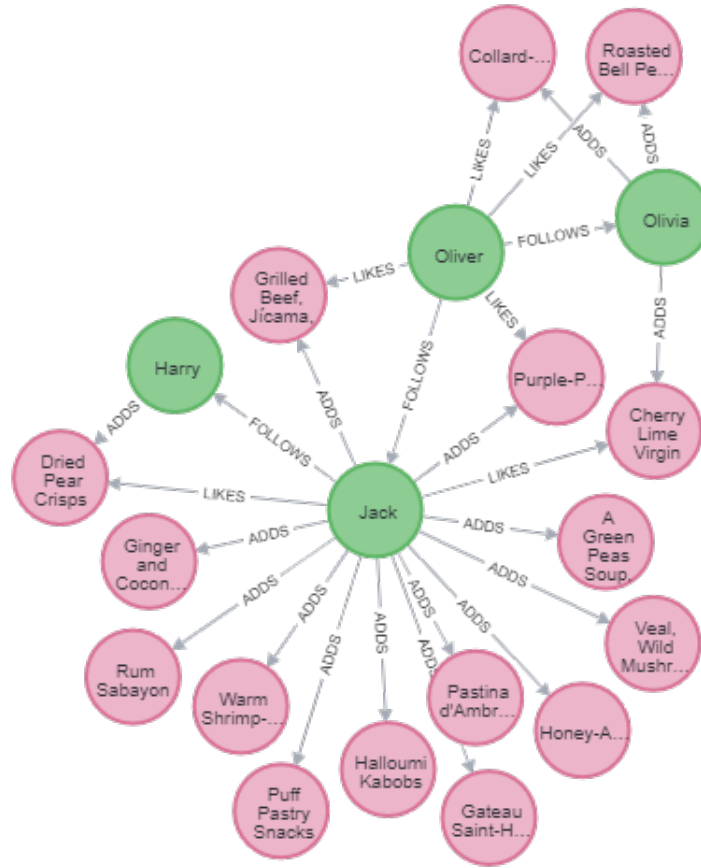 Collard-...
Roasted
Bell Pe...
LIKES
LIKES
ADDS
ADDS
Olivia
Oliver
FOLLOWS
ADDS
Grilled
Beef,
Jícama,
LIKES
LIKES
FOLLOWS
Harry
Purple-P...
ADDS
ADDS
FOLLOWS
ADDS
Cherry
Lime
Virgin
Dried
Pear
Crisps
LIKES
LIKES
Jack
A
Green
Peas
Soup,
ADDS
ADDS
Ginger
and
Cocon...
ADDS
ADDS
ADDS
ADDS
ADDS
ADDS
ADDS
ADDS
Veal,
Wild
Mushr...
Rum
Sabayon
Warm
Shrimp-...
Pastina
d'Ambr...
Honey-A...
Halloumi
Kabobs
Puff
Pastry
Snacks
Gateau
Saint-H...